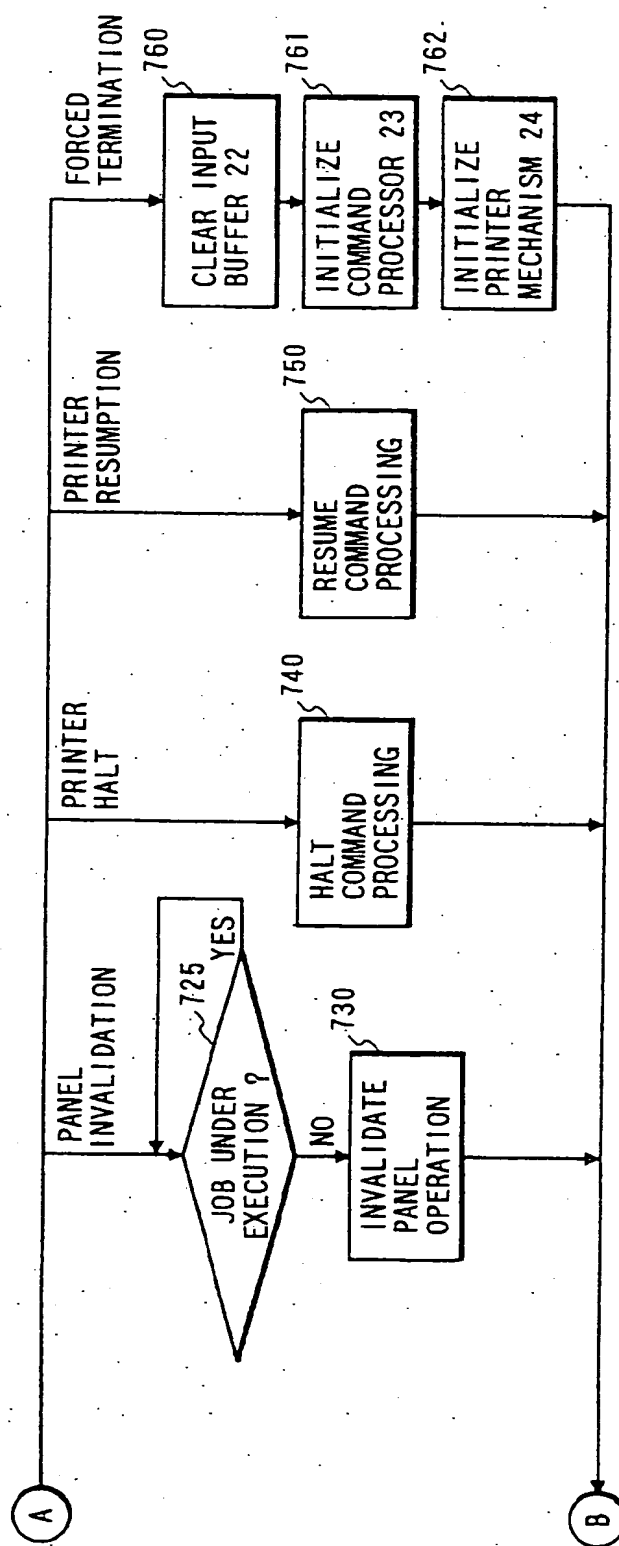 A
PANEL
INVALIDATION
725
JOB UNDER
EXECUTION ?
YES
NO
730
INVALIDATE
PANEL
OPERATION
PRINTER
HALT
740
HALT
COMMAND
PROCESSING
PRINTER
RESUMPTION
750
RESUME
COMMAND
PROCESSING
FORCED
TERMINATION
760
CLEAR INPUT
BUFFER 22
761
INITIALIZE
COMMAND
PROCESSOR 23
762
INITIALIZE
PRINTER
MECHANISM 24
B